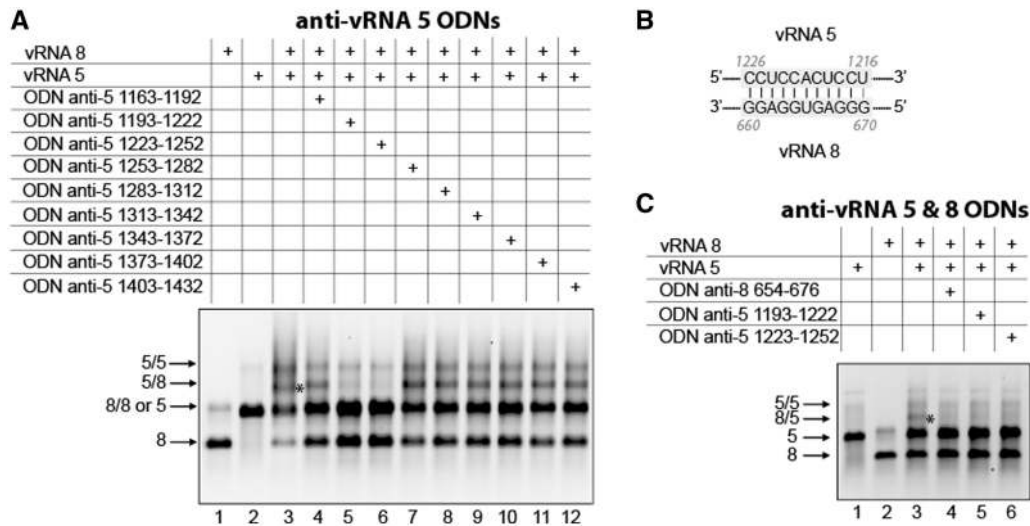 A
anti-vRNA 5 ODNs
vRNA 8 + + + + + + + + + + +
vRNA 5 + + + + + + + + + + +
ODN anti-5 1163-1192 +
ODN anti-5 1193-1222 +
ODN anti-5 1223-1252 +
ODN anti-5 1253-1282 +
ODN anti-5 1283-1312 +
ODN anti-5 1313-1342 +
ODN anti-5 1343-1372 +
ODN anti-5 1373-1402 +
ODN anti-5 1403-1432 +
5/5
5/8 *
8/8 or 5
8
1 2 3 4 5 6 7 8 9 10 11 12
B
vRNA 5
1226 1216
5' CCUCCACUCCU 3'
3' GGAGGUGAGGG 5'
660 670
vRNA 8
C
anti-vRNA 5 & 8 ODNs
vRNA 8 + + + + +
vRNA 5 + + + + +
ODN anti-8 654-676 +
ODN anti-5 1193-1222 +
ODN anti-5 1223-1252 +
5/5
8/5 *
5
8
1 2 3 4 5 6